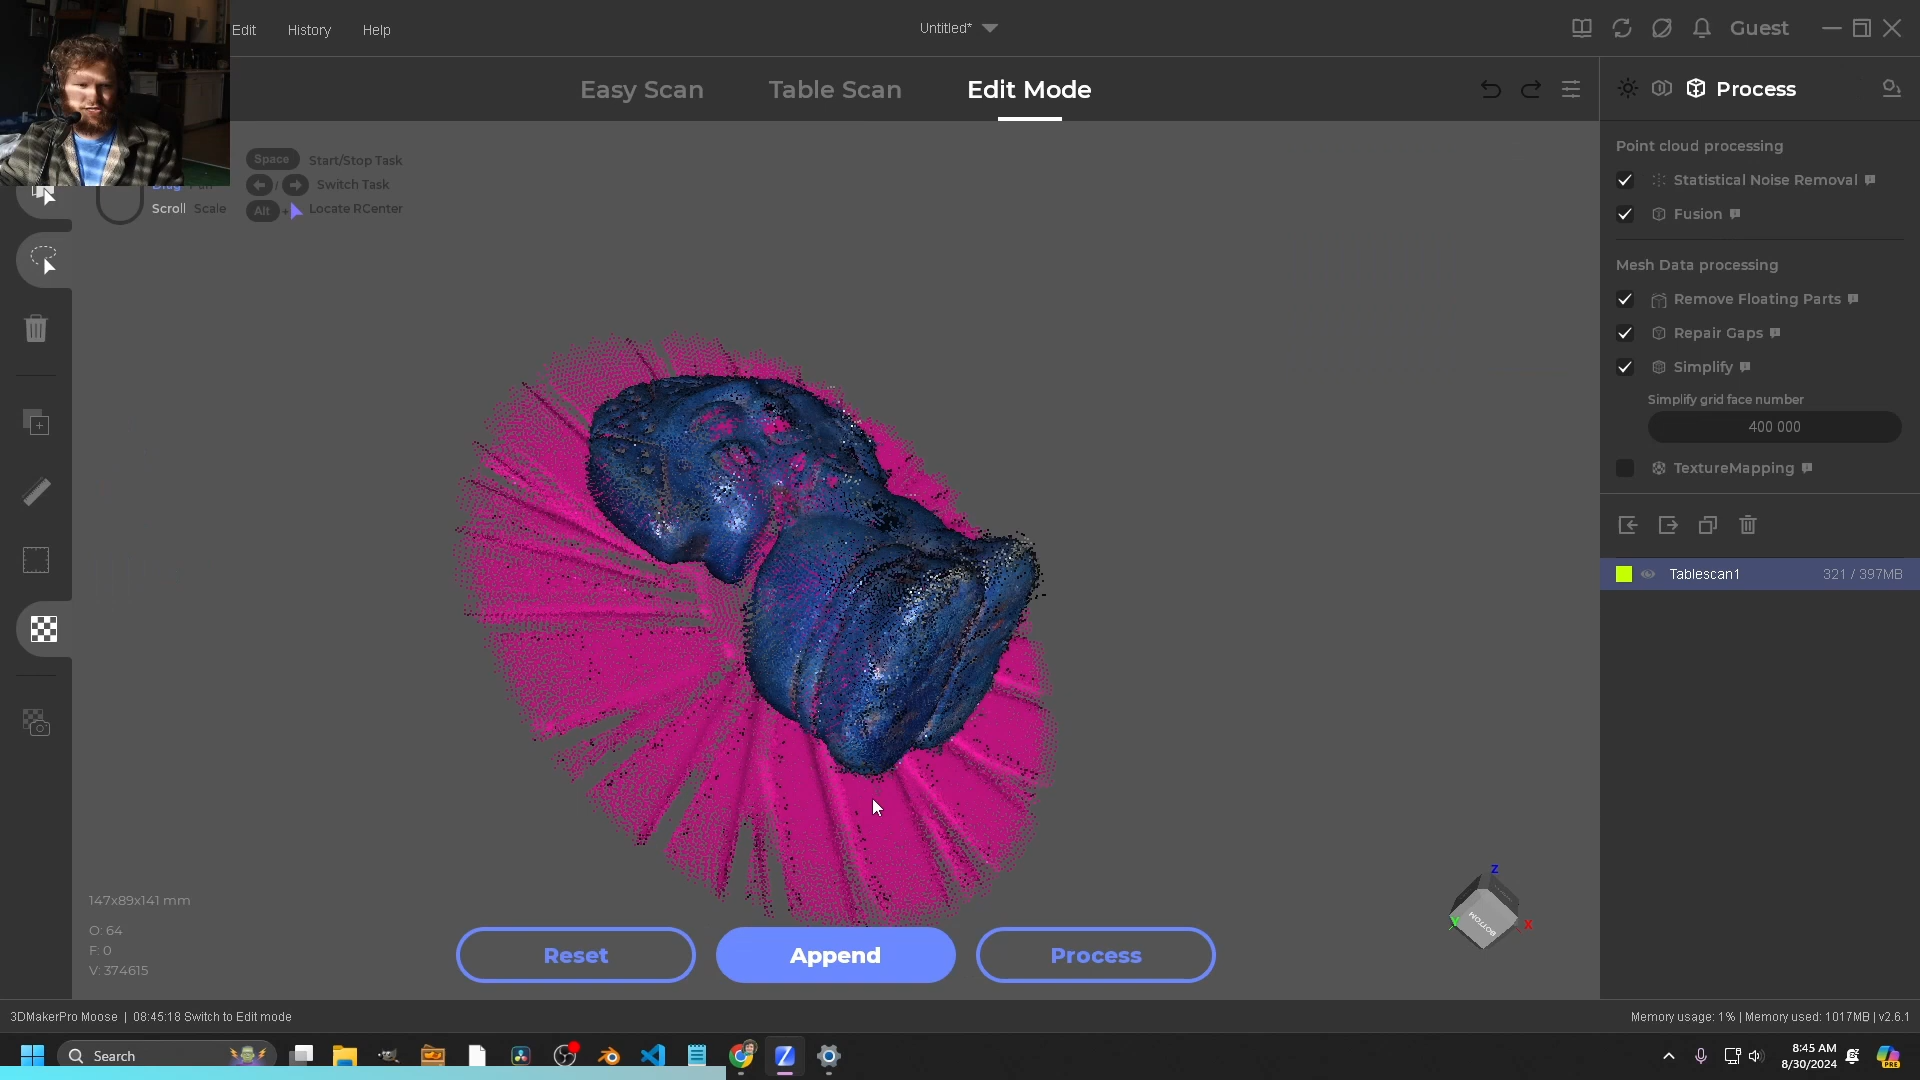 Edit History Help
Untitled*
Guest
Easy Scan Table Scan Edit Mode
Process
Space Start/Stop Task
/ Switch Task
Scroll Scale
Alt + Locate RCenter
Point cloud processing
Statistical Noise Removal
Fusion
Mesh Data processing
Remove Floating Parts
Repair Gaps
Simplify
Simplify grid face number
400 000
TextureMapping
Tablescan1 321 / 397MB
147x89x141 mm
O: 64
F: 0
V: 374615
Z
Y
X
BOTTOM
Reset Append Process
3DMakerPro Moose | 08:45:18 Switch to Edit mode
Memory usage: 1% | Memory used: 1017MB | v2.6.1
Search
8:45 AM
8/30/2024
PRE